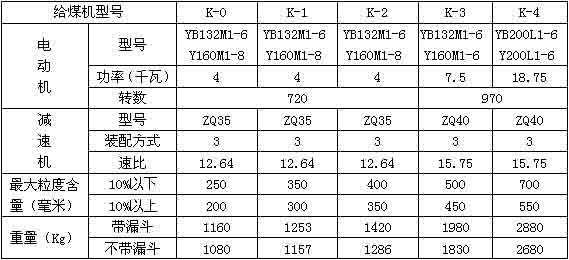 给煤机型号 K-0 K-1 K-2 K-3 K-4
电动机 型号 YB132M1-6 YB132M1-6 YB132M1-6 YB132M1-6 YB200L1-6
Y160M1-8 Y160M1-8 Y160M1-8 Y160M1-6 Y200L1-6
功率(千瓦) 4 4 4 7.5 18.75
转数 720 970
减速机 型号 ZQ35 ZQ35 ZQ35 ZQ40 ZQ40
装配方式 3 3 3 3 3
速比 12.64 12.64 12.64 15.75 15.75
最大粒度含量(毫米) 10%以下 250 350 400 500 700
10%以上 200 300 350 450 550
重量(Kg) 带漏斗 1160 1253 1420 1980 2880
不带漏斗 1080 1157 1286 1830 2680